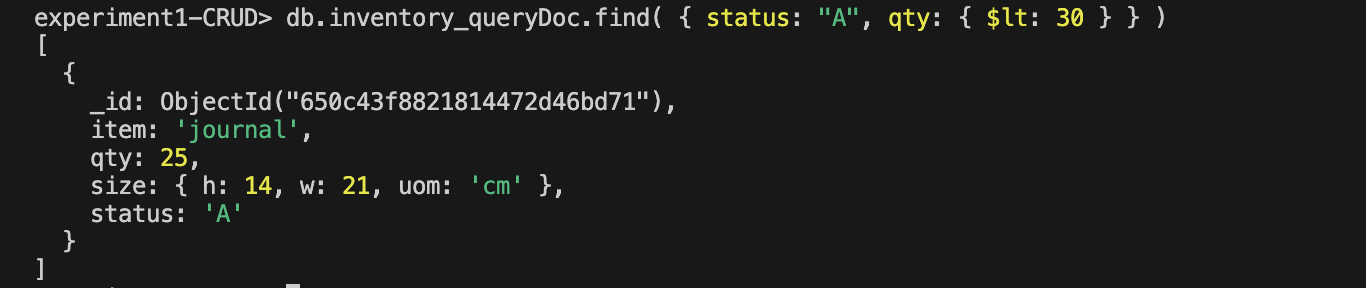 experiment1-CRUD> db.inventory_queryDoc.find( { status: "A", qty: { $lt: 30 } } )
[
  {
    _id: ObjectId("650c43f8821814472d46bd71"),
    item: 'journal',
    qty: 25,
    size: { h: 14, w: 21, uom: 'cm' },
    status: 'A'
  }
]